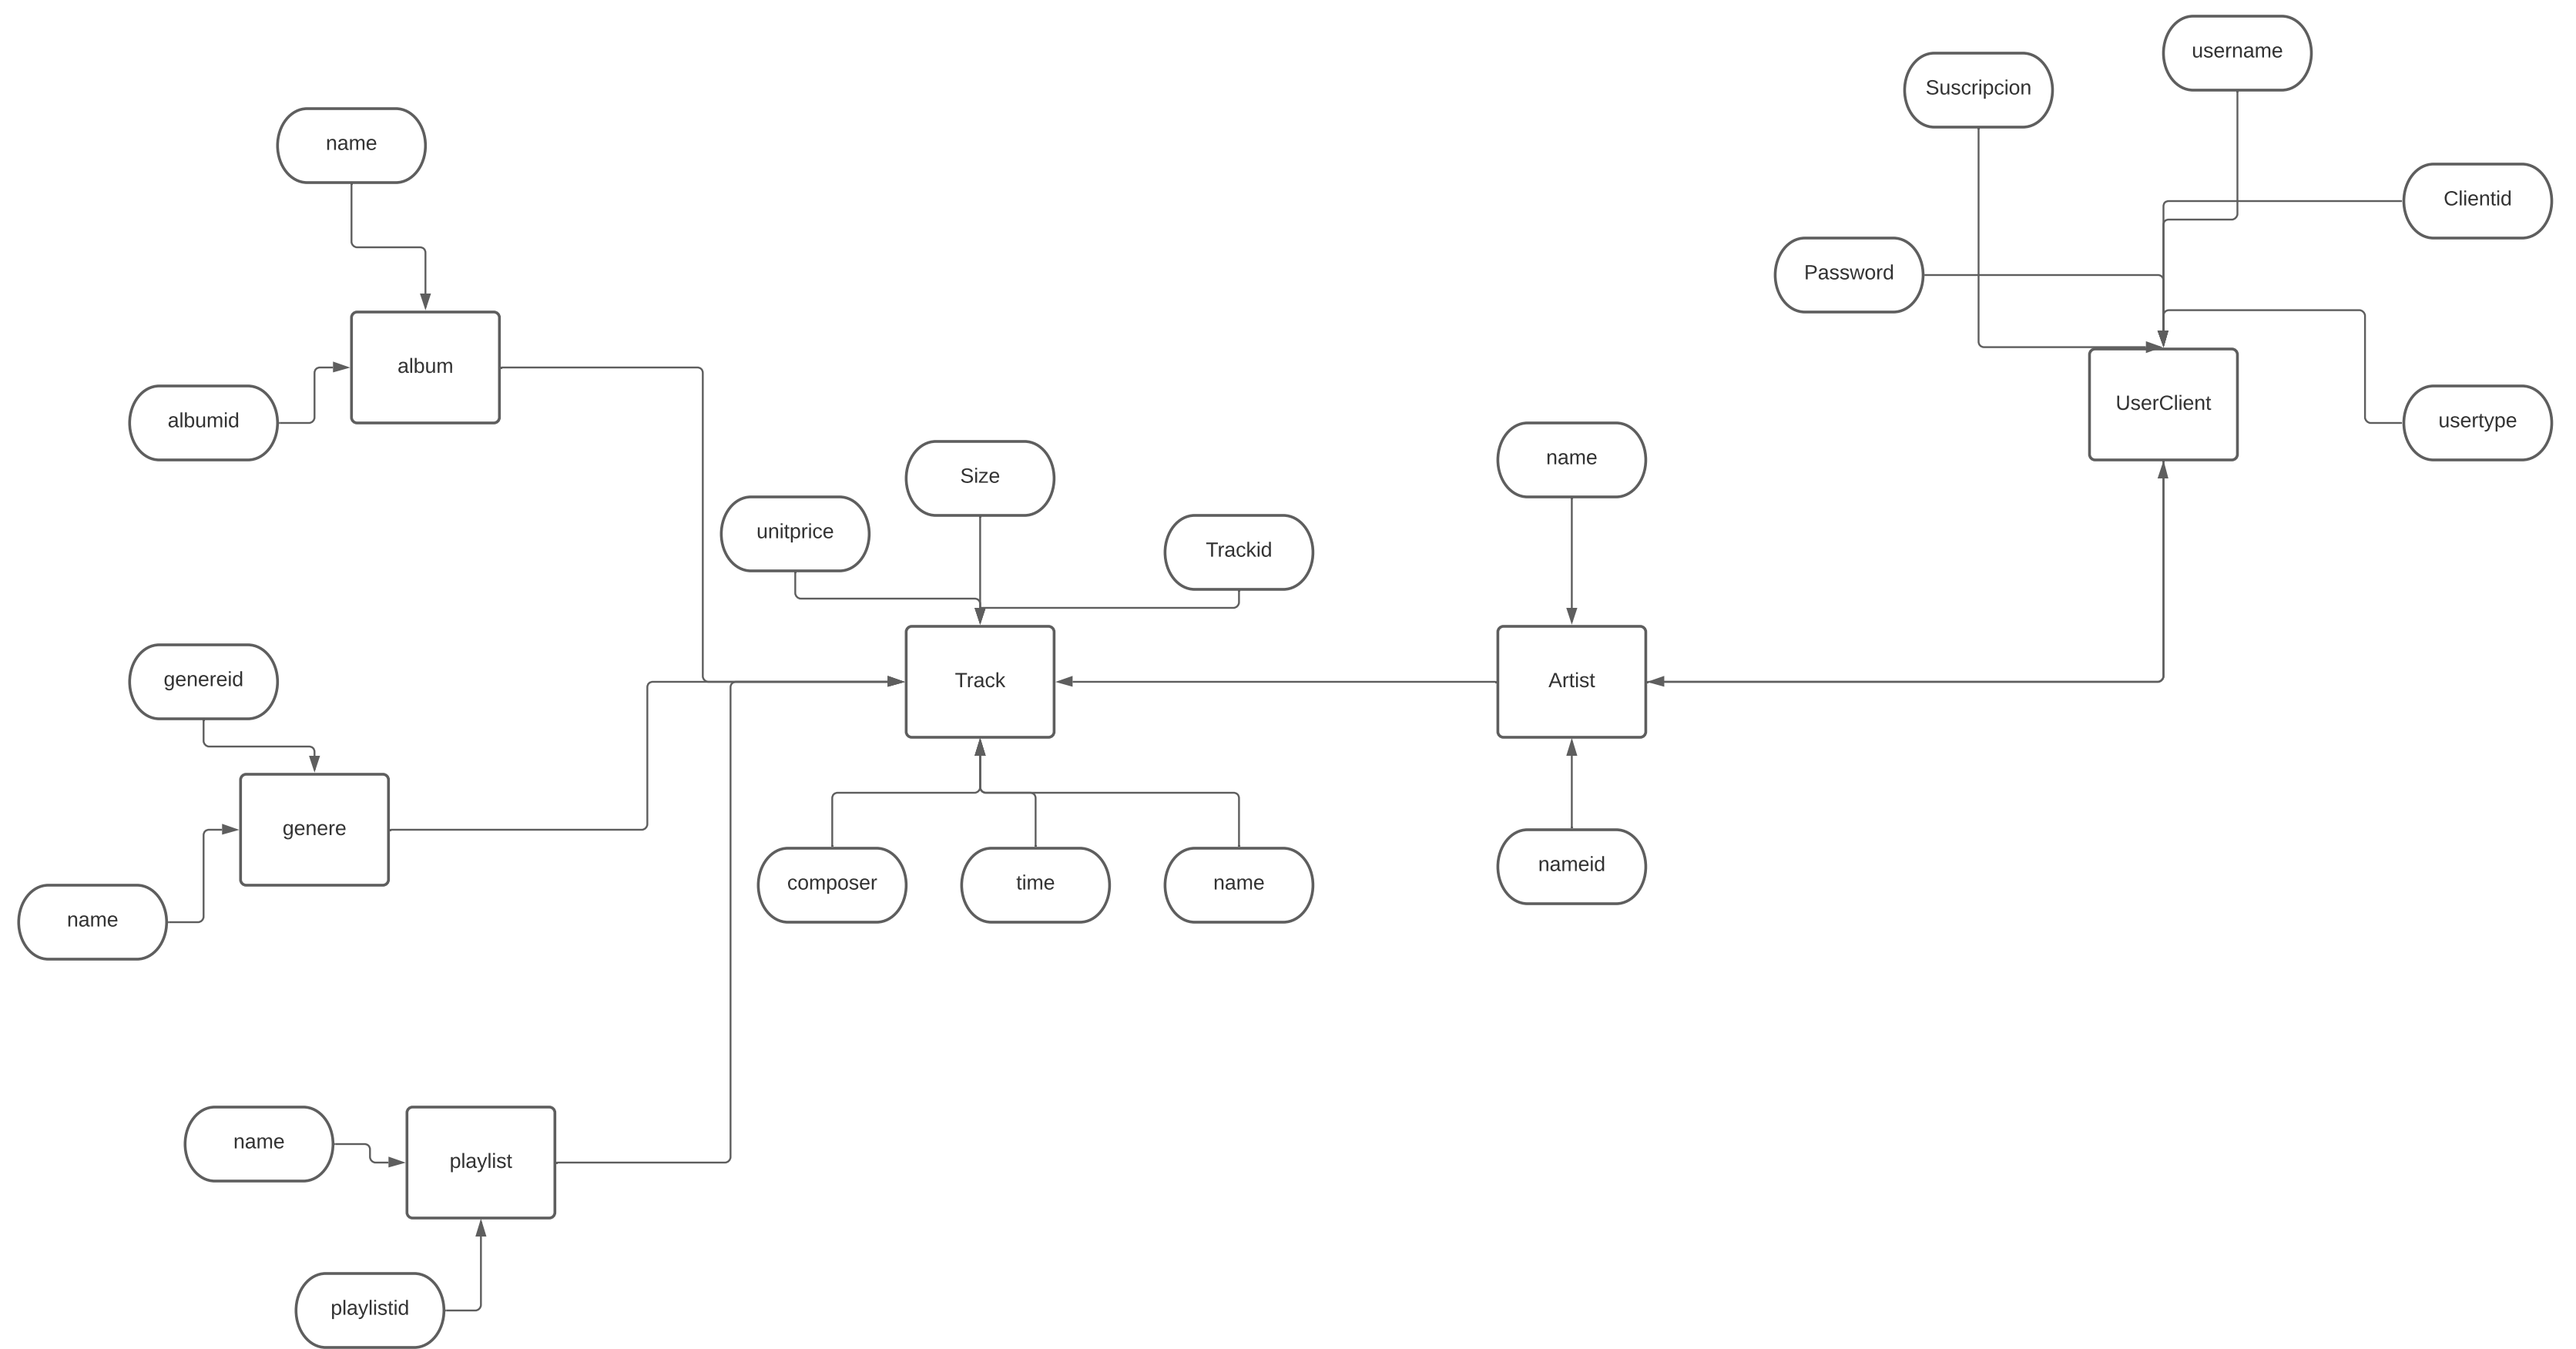 username
Suscripcion
name
Clientid
Password
album
UserClient
albumid
usertype
name
Size
unitprice
Trackid
genereid
Track
Artist
genere
nameid
composer
time
name
name
name
playlist
playlistid